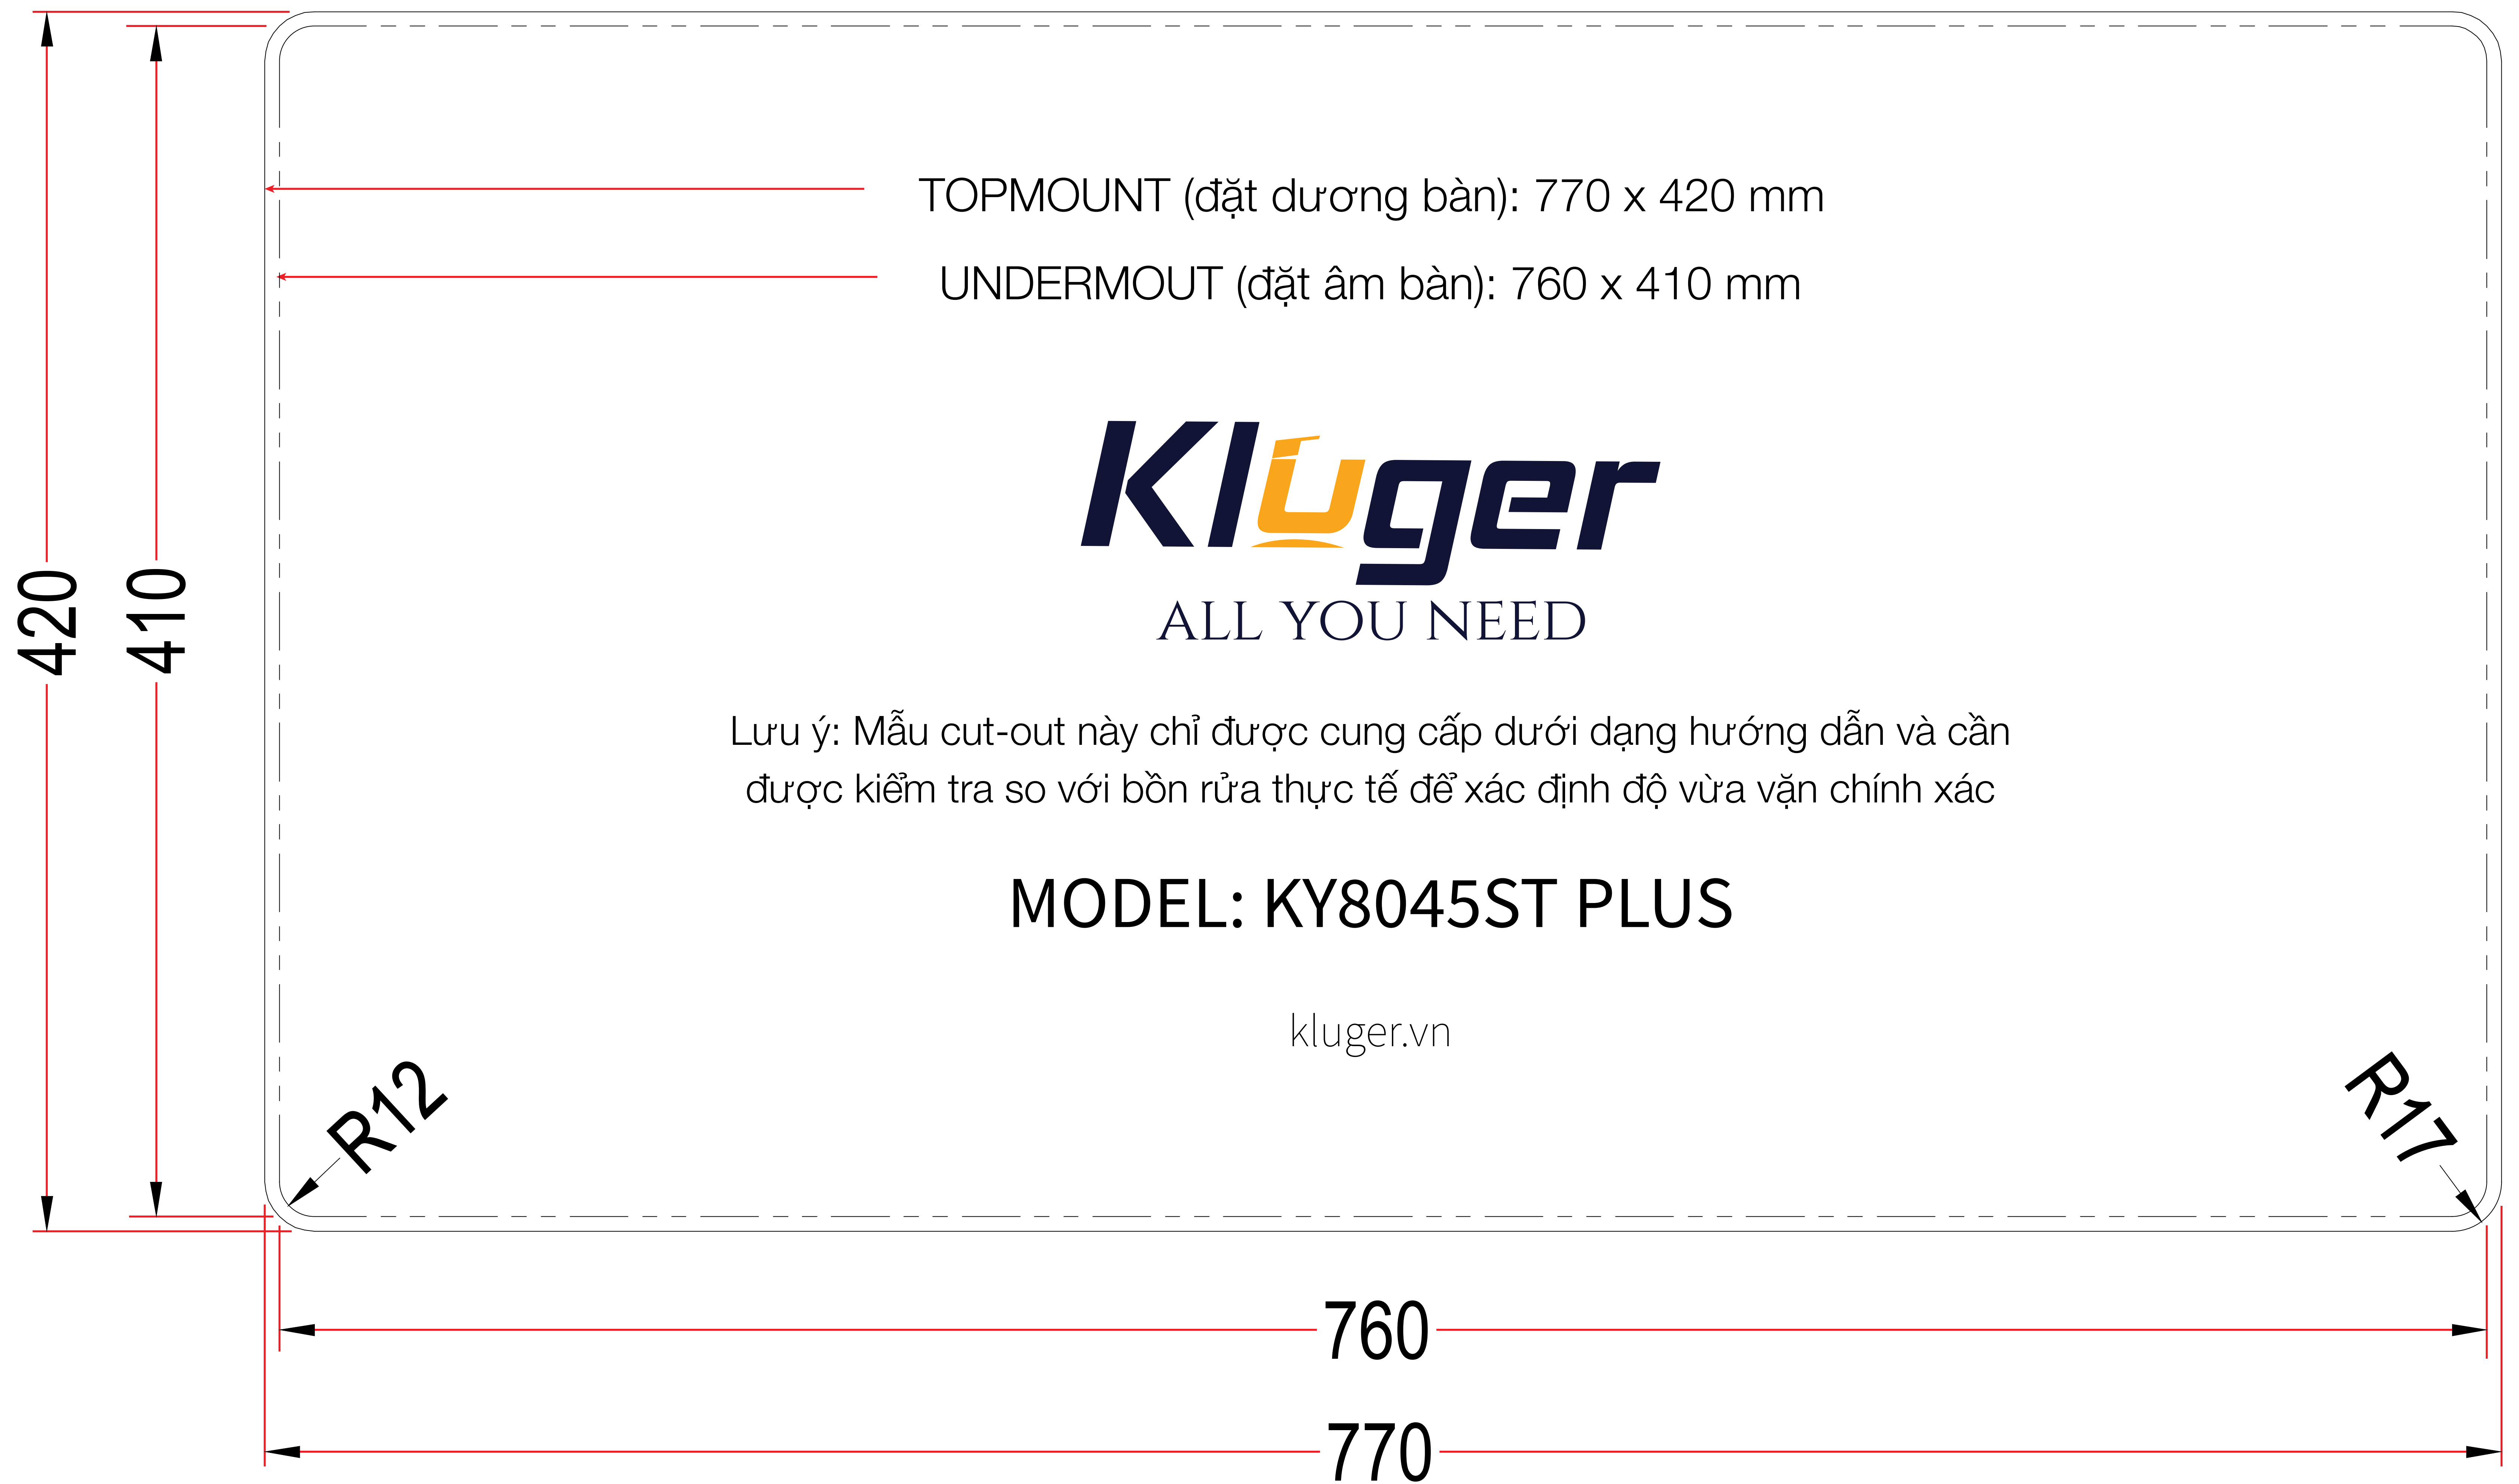 TOPMOUNT (đặt dương bàn): 770 x 420 mm
UNDERMOUT (đặt âm bàn): 760 x 410 mm
420
410
Kluger
ALL YOU NEED
Lưu ý: Mẫu cut-out này chỉ được cung cấp dưới dạng hướng dẫn và cần
được kiểm tra so với bồn rửa thực tế để xác định độ vừa vặn chính xác
MODEL: KY8045ST PLUS
kluger.vn
R12
R17
760
770